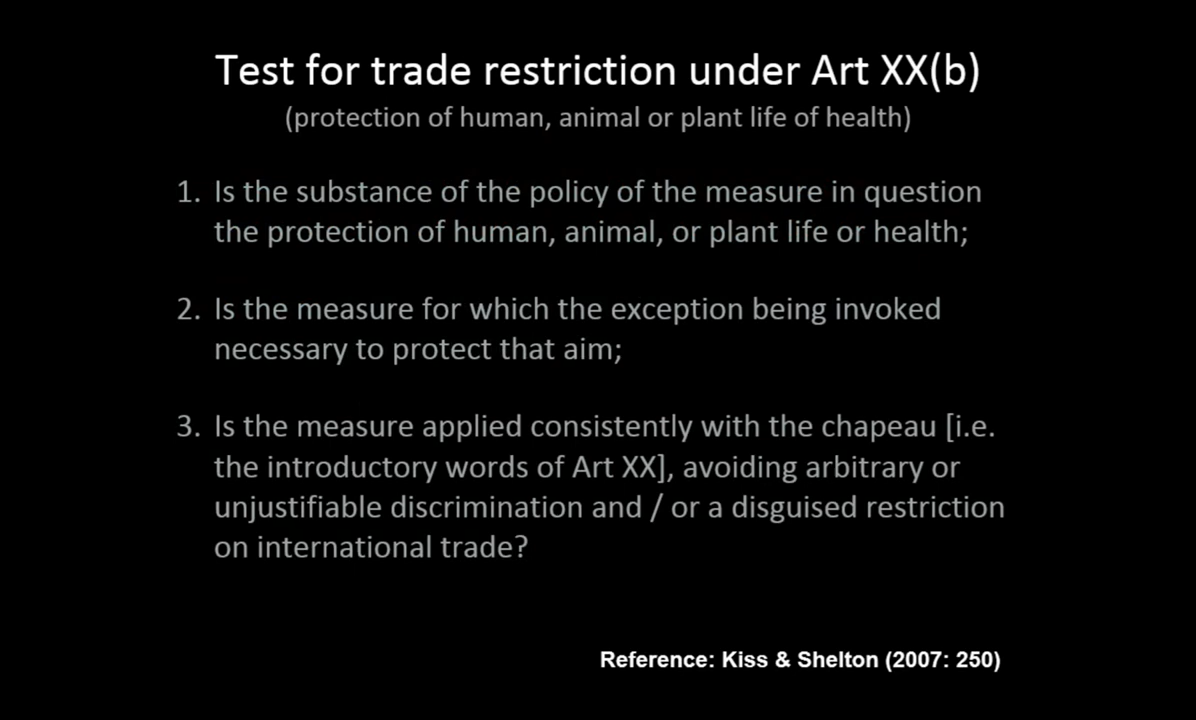 Test for trade restriction under Art XX(b)
(protection of human, animal or plant life of health)
1. Is the substance of the policy of the measure in question
the protection of human, animal, or plant life or health;
2. Is the measure for which the exception being invoked
necessary to protect that aim;
3. Is the measure applied consistently with the chapeau [i.e.
the introductory words of Art XX], avoiding arbitrary or
unjustifiable discrimination and / or a disguised restriction
on international trade?
Reference: Kiss & Shelton (2007: 250)